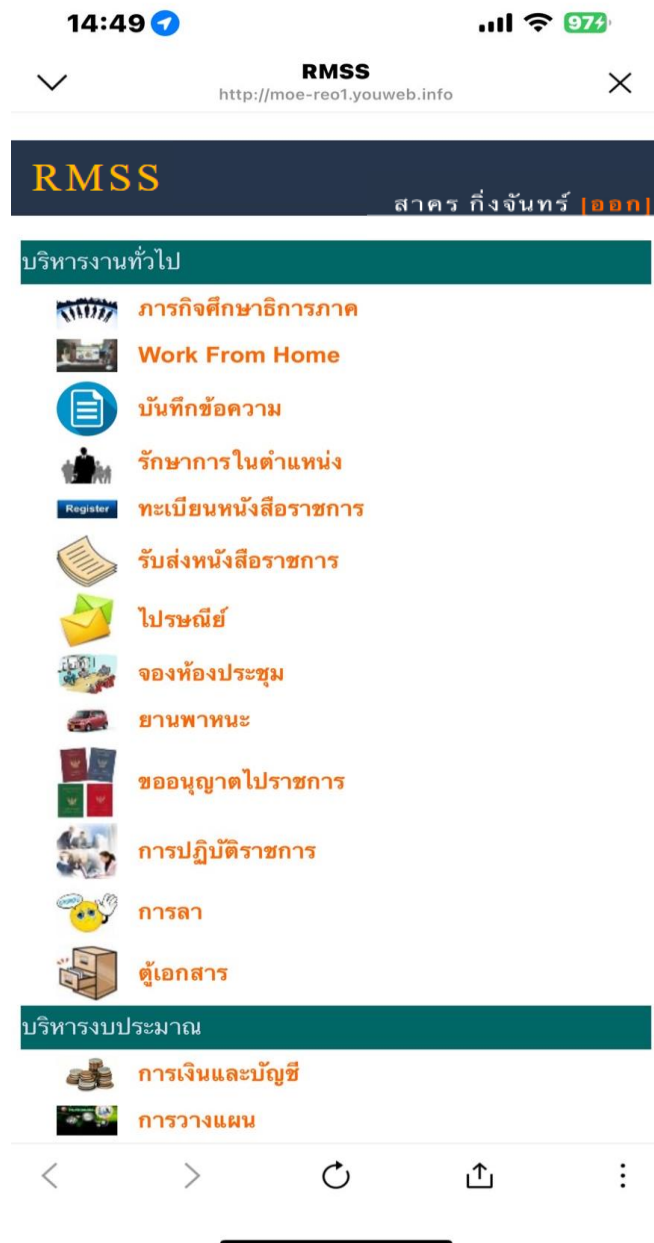 14:49
97
RMSS
http://moe-reo1.youweb.info
RMSS
สาคร กิ่งจันทร์ [ออก]
บริหารงานทั่วไป
ภารกิจศึกษาธิการภาค
Work From Home
บันทึกข้อความ
รักษาการในตำแหน่ง
Register ทะเบียนหนังสือราชการ
รับส่งหนังสือราชการ
ไปรษณีย์
จองห้องประชุม
ยานพาหนะ
ขออนุญาตไปราชการ
การปฏิบัติราชการ
การลา
ตู้เอกสาร
บริหารงบประมาณ
การเงินและบัญชี
การวางแผน